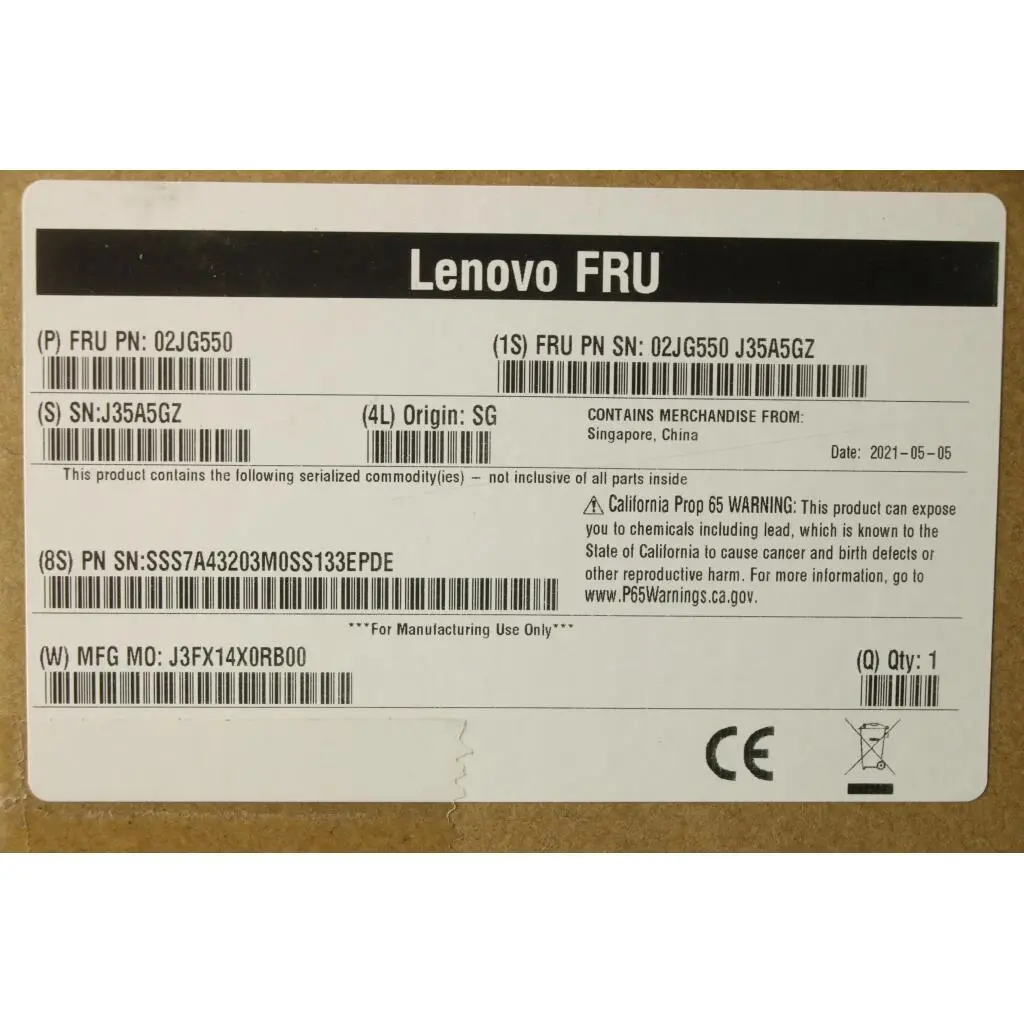 Lenovo FRU
(P) FRU PN: 02JG550
(1S) FRU PN SN: 02JG550 J35A5GZ
(S) SN:J35A5GZ
(4L) Origin: SG
CONTAINS MERCHANDISE FROM:
Singapore, China
Date: 2021-05-05
This product contains the following serialized commodity(ies) – not inclusive of all parts inside
⚠ California Prop 65 WARNING: This product can expose
you to chemicals including lead, which is known to the
State of California to cause cancer and birth defects or
other reproductive harm. For more information, go to
www.P65Warnings.ca.gov.
(8S) PN SN:SSS7A43203M0SS133EPDE
***For Manufacturing Use Only***
(W) MFG MO: J3FX14X0RB00
(Q) Qty: 1
CE